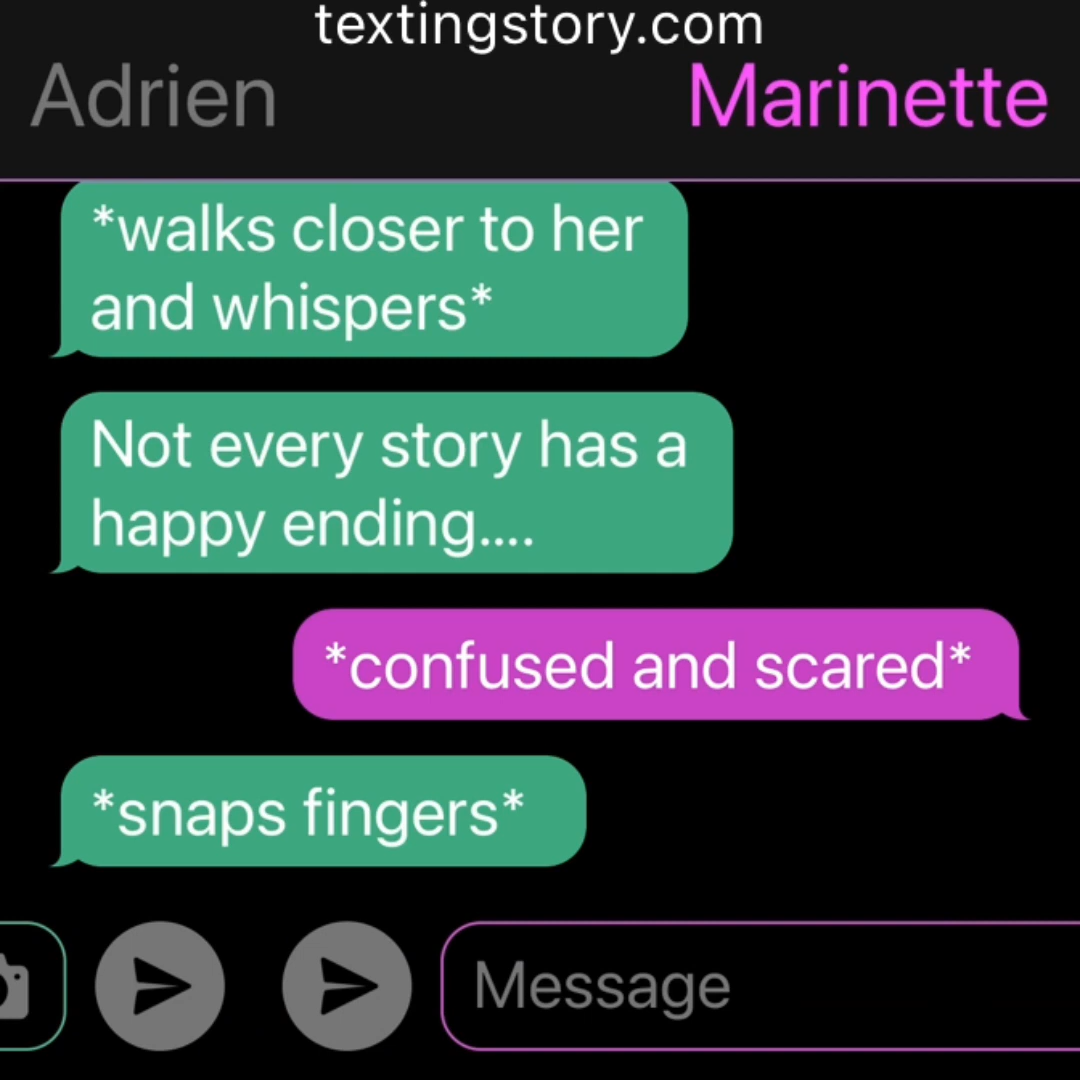 textingstory.com
Adrien
Marinette
*walks closer to her
and whispers*
Not every story has a
happy ending....
*confused and scared*
*snaps fingers*
Message